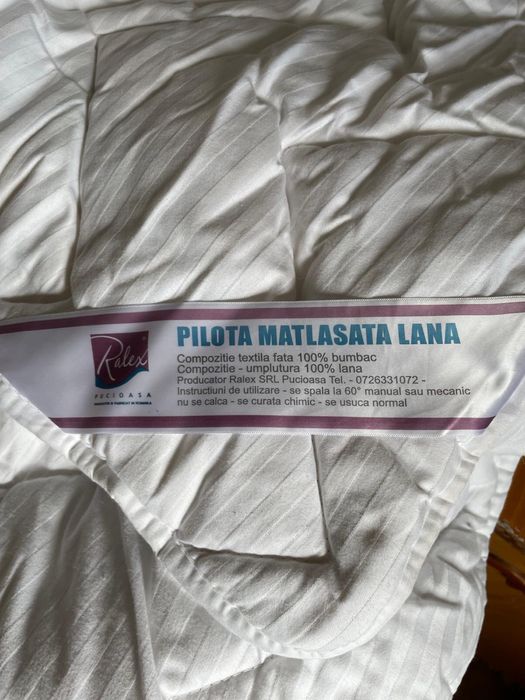 Ralex
PUCIOASA
PILOTA MATLASATA LANA
Compozitie textila fata 100% bumbac
Compozitie - umplutura 100% lana
Producator Ralex SRL Pucioasa Tel. - 0726331072 -
Instructiuni de utilizare - se spala la 60° manual sau mecanic
nu se calca - se curata chimic - se usuca normal